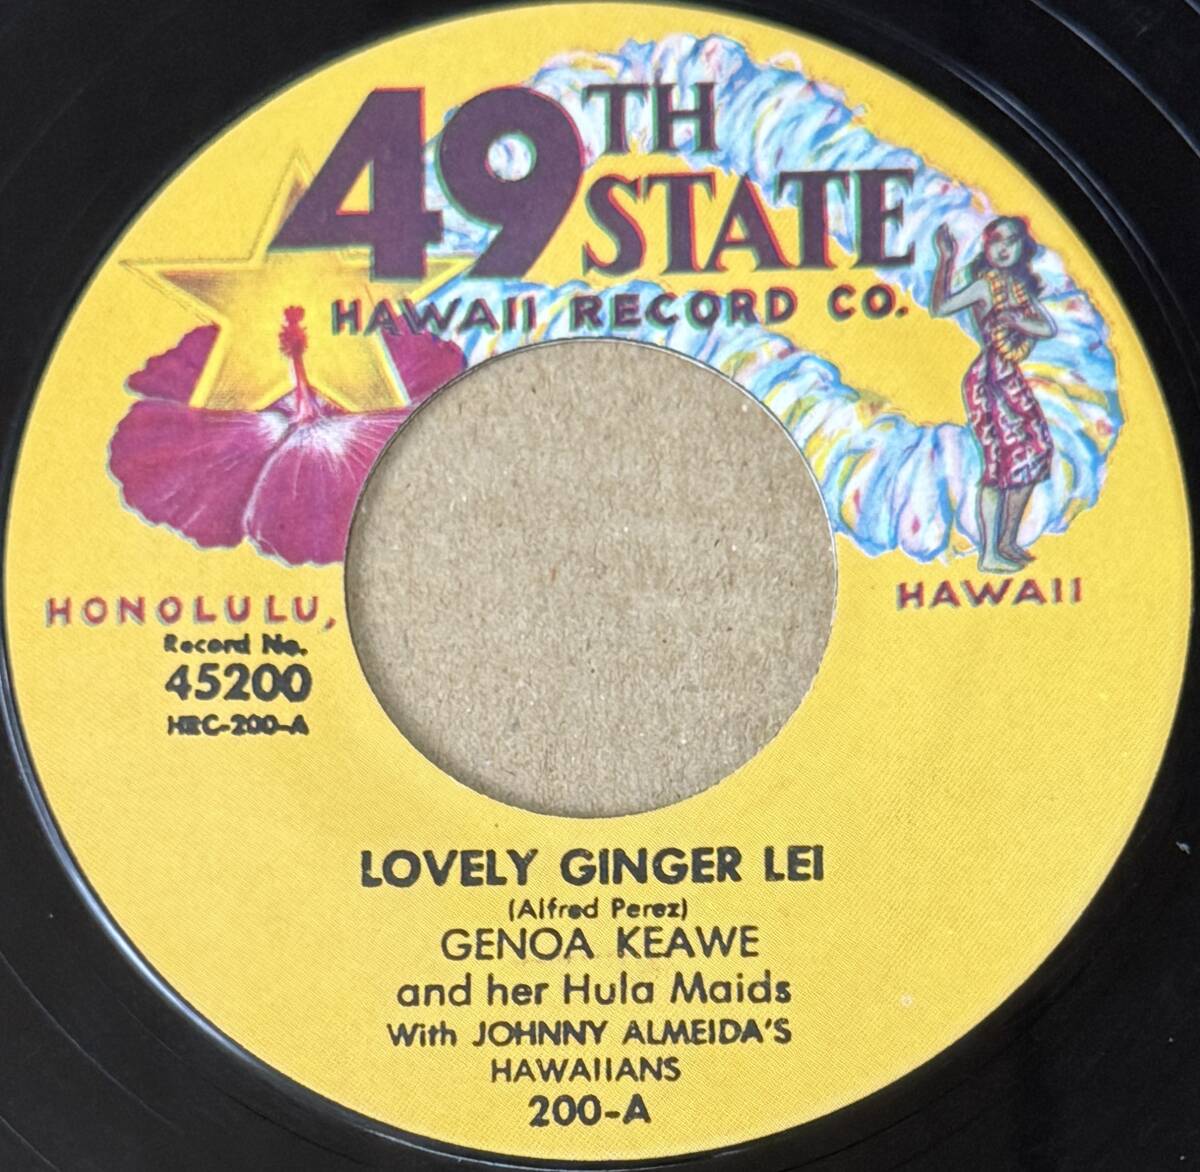 49TH
STATE
HAWAII RECORD CO.
HONOLULU,
HAWAII
Record No.
45200
HRC-200-A
LOVELY GINGER LEI
(Alfred Perez)
GENOA KEAWE
and her Hula Maids
With JOHNNY ALMEIDA'S
HAWAIIANS
200-A